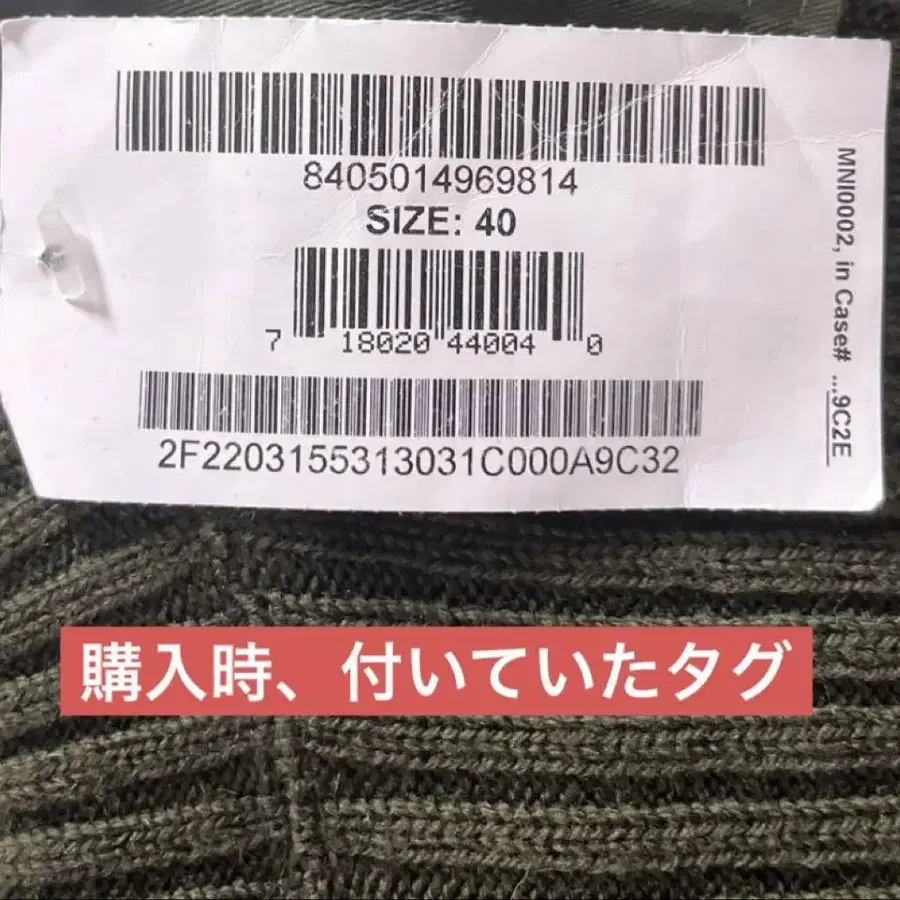 8405014969814
SIZE: 40
7 18020 44004 0
2F2203155313031C000A9C32
MNI0002, in Case# ...9C2E
購入時、付いていたタグ